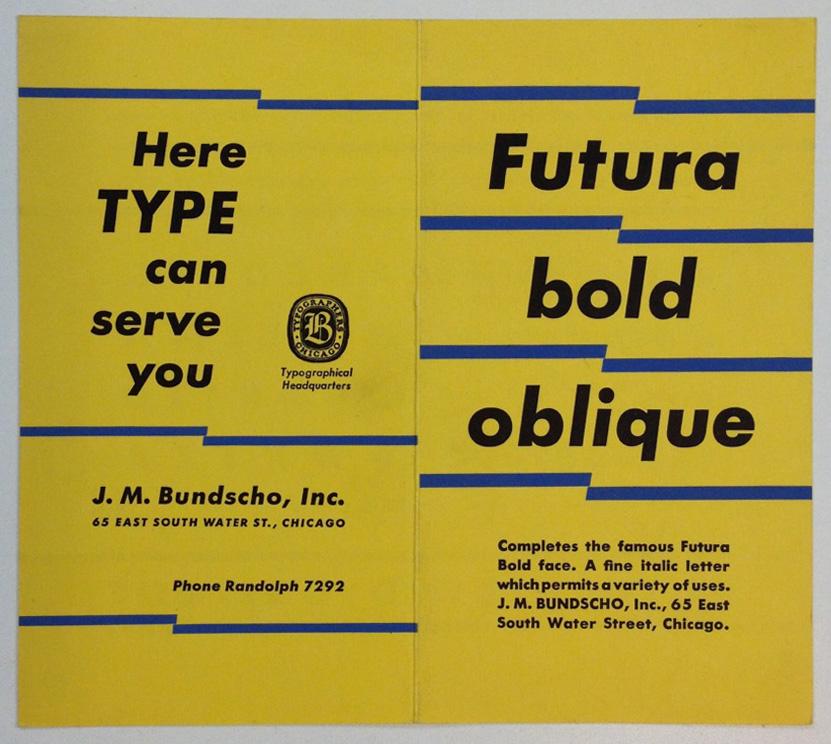 Here
TYPE
can
serve
you
TYPOGRAPHERS
B
CHICAGO
Typographical
Headquarters
J. M. Bundscho, Inc.
65 EAST SOUTH WATER ST., CHICAGO
Phone Randolph 7292
Futura
bold
oblique
Completes the famous Futura
Bold face. A fine italic letter
which permits a variety of uses.
J. M. BUNDSCHO, Inc., 65 East
South Water Street, Chicago.